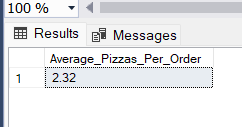 100 %
Results Messages
Average_Pizzas_Per_Order
1 2.32